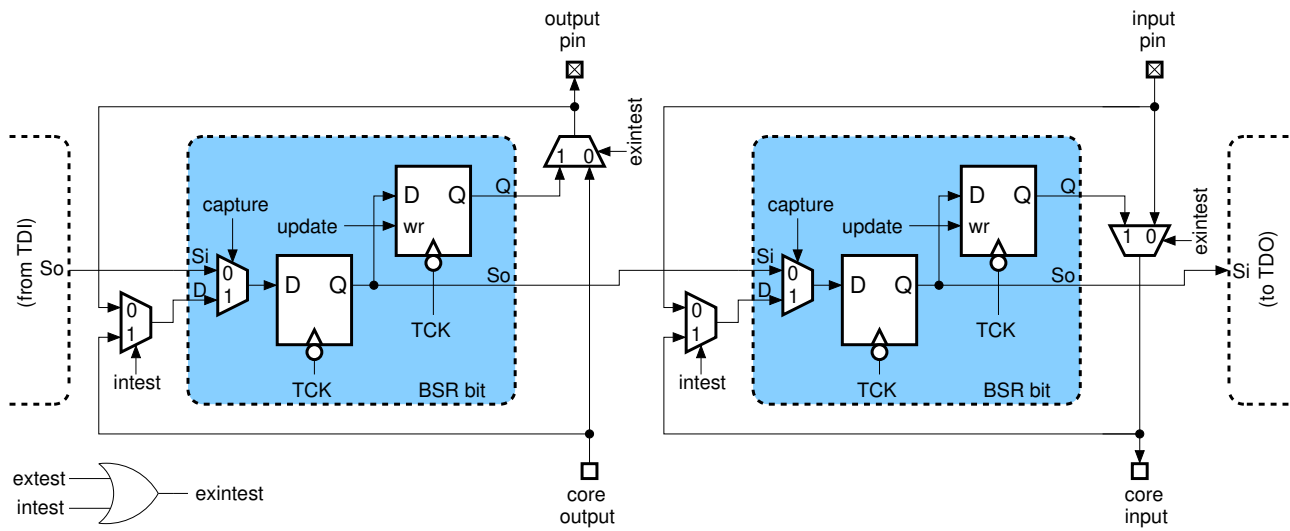 output
pin
input
pin
(from TDI)
So
capture
update
Si
0
D
1
0
1
intest
D
Q
wr
TCK
D
Q
TCK
BSR bit
Q
So
1 0
exintest
capture
update
Si
0
D
1
0
1
intest
D
Q
wr
TCK
D
Q
TCK
BSR bit
Q
So
1 0
exintest
Si
(to TDO)
extest
intest
exintest
core
output
core
input